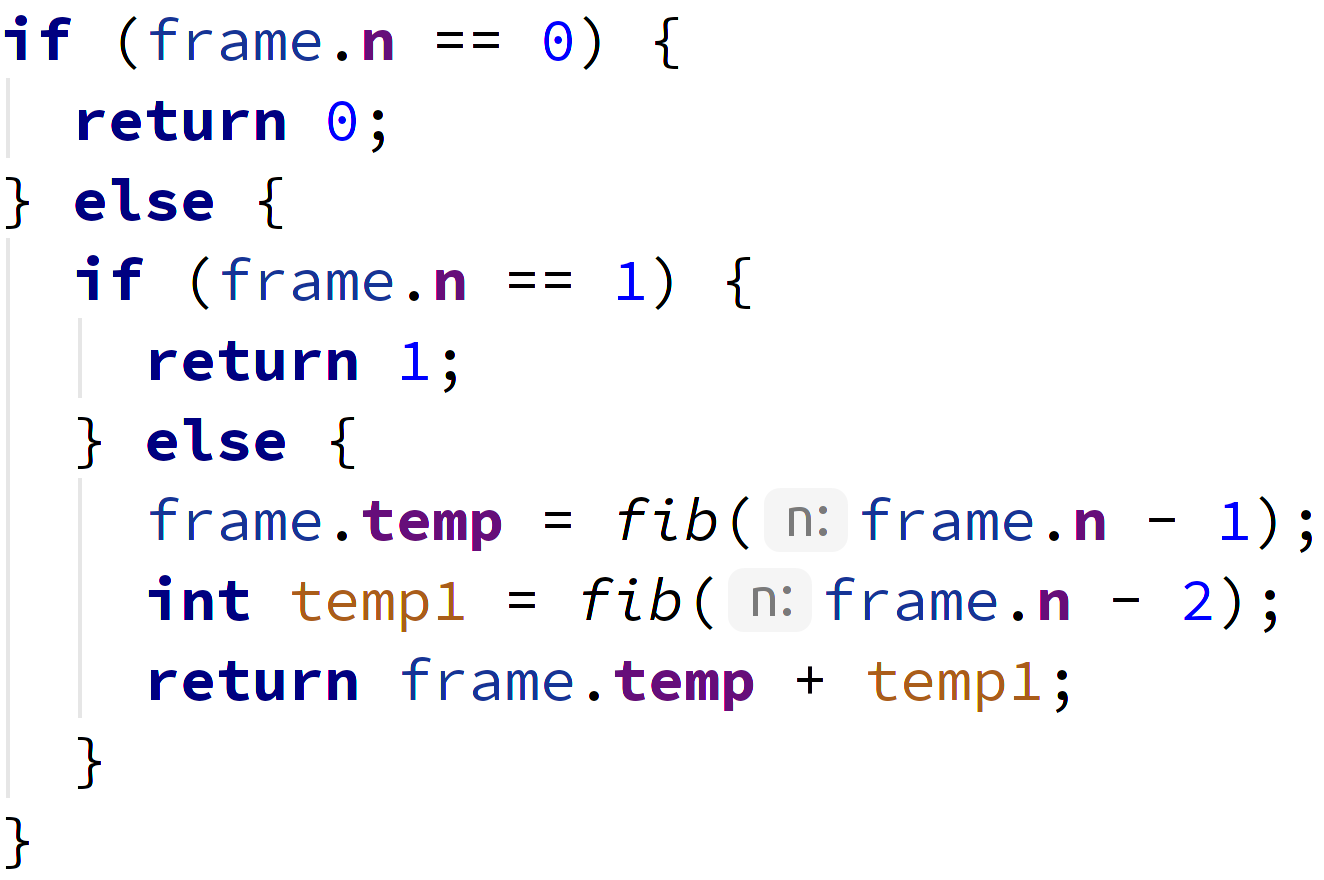 if (frame.n == 0) {
  return 0;
} else {
  if (frame.n == 1) {
    return 1;
  } else {
    frame.temp = fib( n: frame.n - 1);
    int temp1 = fib( n: frame.n - 2);
    return frame.temp + temp1;
  }
}